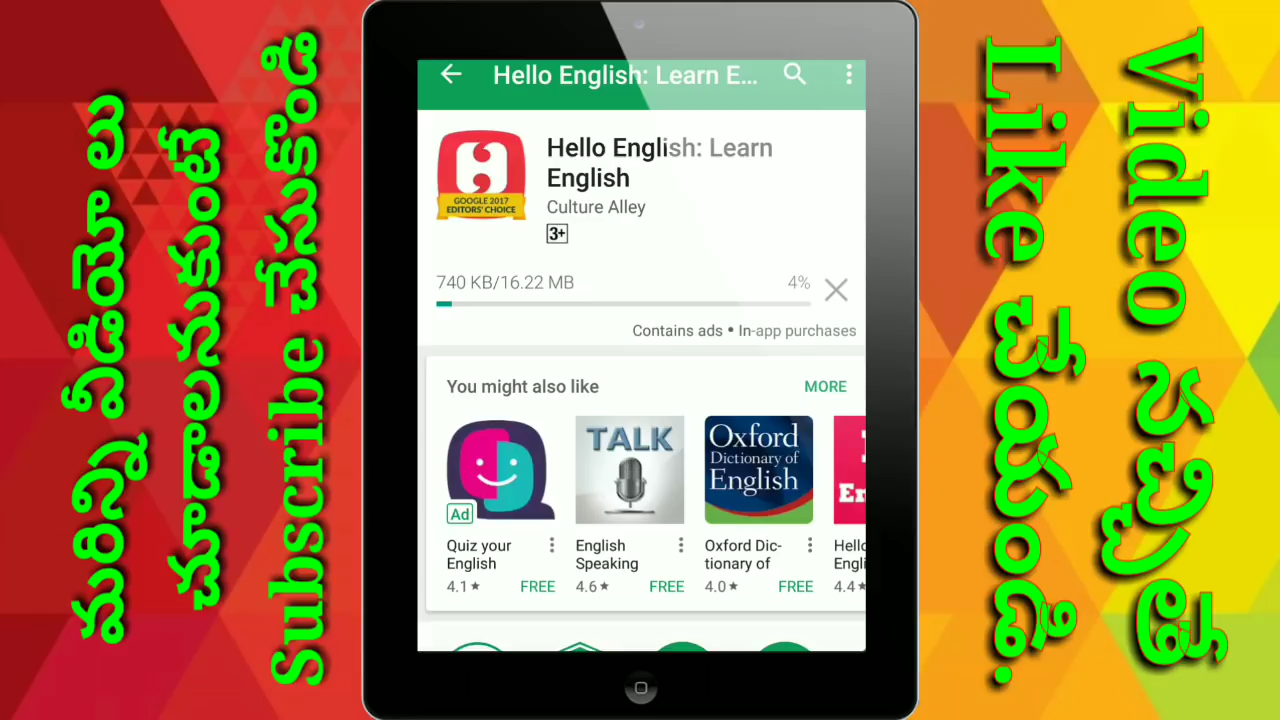 మరిన్ని వీడియో లు
చూడాలనుకుంటే
Subscribe చేసుకోండి
Hello English: Learn E...
Hello English: Learn
English
Culture Alley
3+
GOOGLE 2017
EDITORS' CHOICE
740 KB/16.22 MB
4%
Contains ads • In-app purchases
You might also like
MORE
TALK
Oxford
Dictionary of
English
En
Ad
Quiz your
English
4.1★ FREE
English
Speaking
4.6★ FREE
Oxford Dic-
tionary of
4.0★ FREE
Hello
Engli
4.4★
Video నచ్చితే
Like చేయండి.